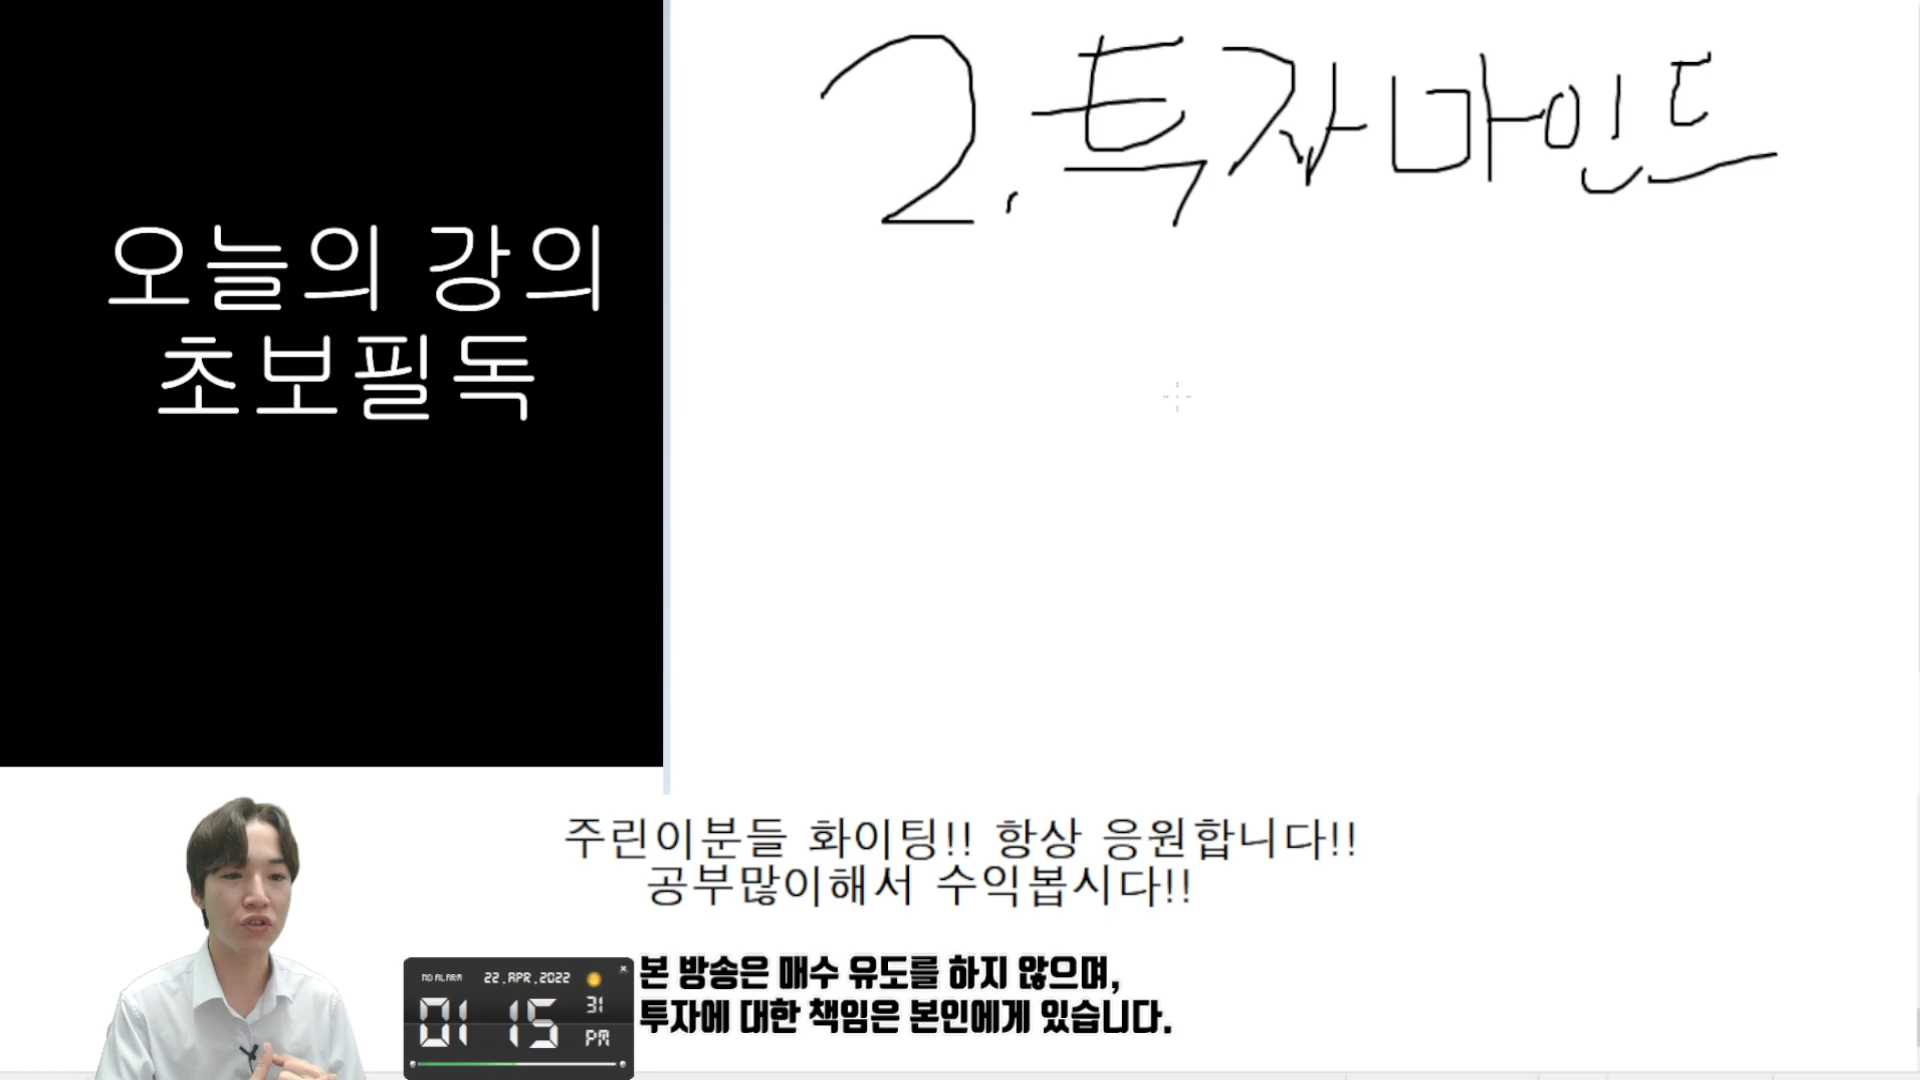 오늘의 강의
초보필독
2. 투자마인드
주린이분들 화이팅!! 항상 응원합니다!!
공부많이해서 수익봅시다!!
NO ALARM 22.APR.2022
01 15 31 PM
본 방송은 매수 유도를 하지 않으며,
투자에 대한 책임은 본인에게 있습니다.